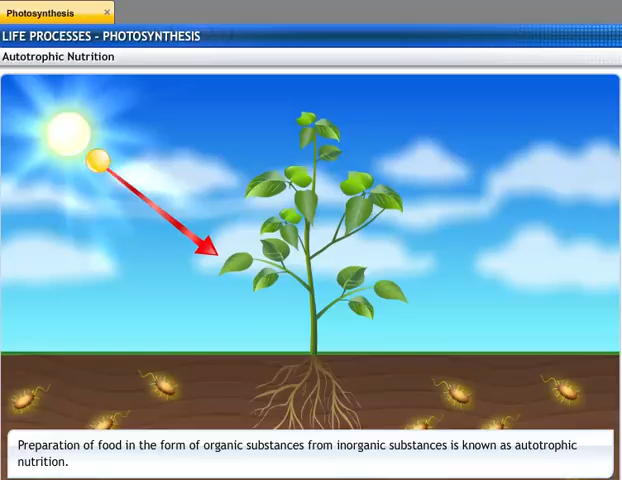 Photosynthesis ×
LIFE PROCESSES – PHOTOSYNTHESIS
Autotrophic Nutrition
Preparation of food in the form of organic substances from inorganic substances is known as autotrophic
nutrition.